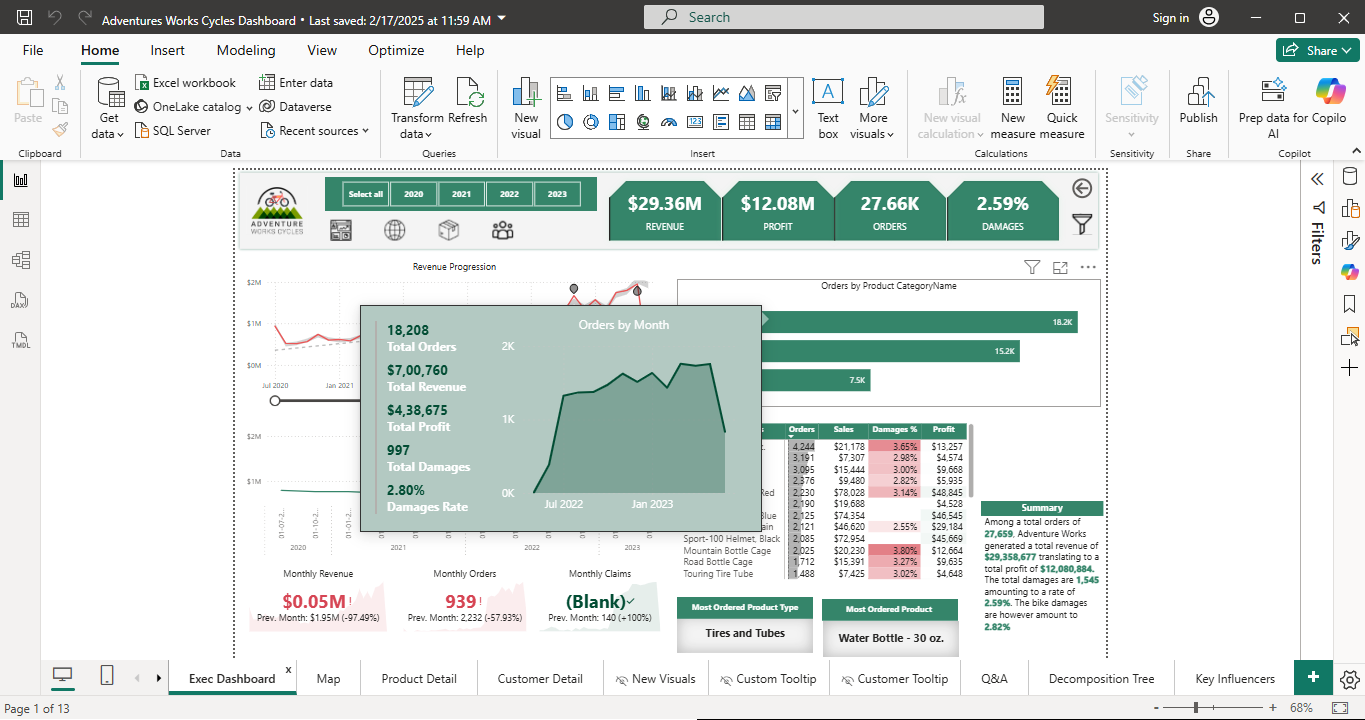 Adventures Works Cycles Dashboard • Last saved: 2/17/2025 at 11:59 AM
Search
Sign in
File Home Insert Modeling View Optimize Help
Share
Paste
Get data
Excel workbook
OneLake catalog
SQL Server
Enter data
Dataverse
Recent sources
Transform data
Refresh
New visual
123
A
Text box
More visuals
New visual calculation
New measure
Quick measure
Sensitivity
Publish
Prep data for AI
Copilo
Clipboard
Data
Queries
Insert
Calculations
Sensitivity
Share
Copilot
DAX
TMDL
Filters
ADVENTURE
WORKS CYCLES
Select all 2020 2021 2022 2023
$29.36M
REVENUE
$12.08M
PROFIT
27.66K
ORDERS
2.59%
DAMAGES
Revenue Progression
$2M
$1M
$0M
Jul 2020 Jan 2021
Orders by Product CategoryName
18.2K
15.2K
7.5K
18,208
Total Orders
$7,00,760
Total Revenue
$4,38,675
Total Profit
997
Total Damages
2.80%
Damages Rate
Orders by Month
2K
1K
0K
Jul 2022 Jan 2023
$2M
$1M
01-07-2...
01-10-2...
01-01-2...
2020 2021 2022 2023
Orders Sales Damages % Profit
4,244 $21,178 3.65% $13,257
3,191 $7,307 2.98% $4,574
3,095 $15,444 3.00% $9,668
2,376 $9,480 2.82% $5,935
Red 2,230 $78,028 3.14% $48,845
2,190 $19,688 $4,528
Blue 2,125 $74,354 $46,545
ain 2,121 $46,620 2.55% $29,184
Sport-100 Helmet, Black 2,085 $72,954 $45,669
Mountain Bottle Cage 2,025 $20,230 3.80% $12,664
Road Bottle Cage 1,712 $15,391 3.27% $9,635
Touring Tire Tube 1,488 $7,425 3.02% $4,648
Summary
Among a total orders of
27,659, Adventure Works
generated a total revenue of
$29,358,677 translating to a
total profit of $12,080,884.
The total damages are 1,545
amounting to a rate of
2.59%. The bike damages
are however amount to
2.82%
Monthly Revenue
$0.05M!
Prev. Month: $1.95M (-97.49%)
Monthly Orders
939!
Prev. Month: 2,232 (-57.93%)
Monthly Claims
(Blank)
Prev. Month: 140 (+100%)
Most Ordered Product Type
Tires and Tubes
Most Ordered Product
Water Bottle - 30 oz.
Exec Dashboard x
Map
Product Detail
Customer Detail
New Visuals
Custom Tooltip
Customer Tooltip
Q&A
Decomposition Tree
Key Influencers
+
Page 1 of 13
- + 68%